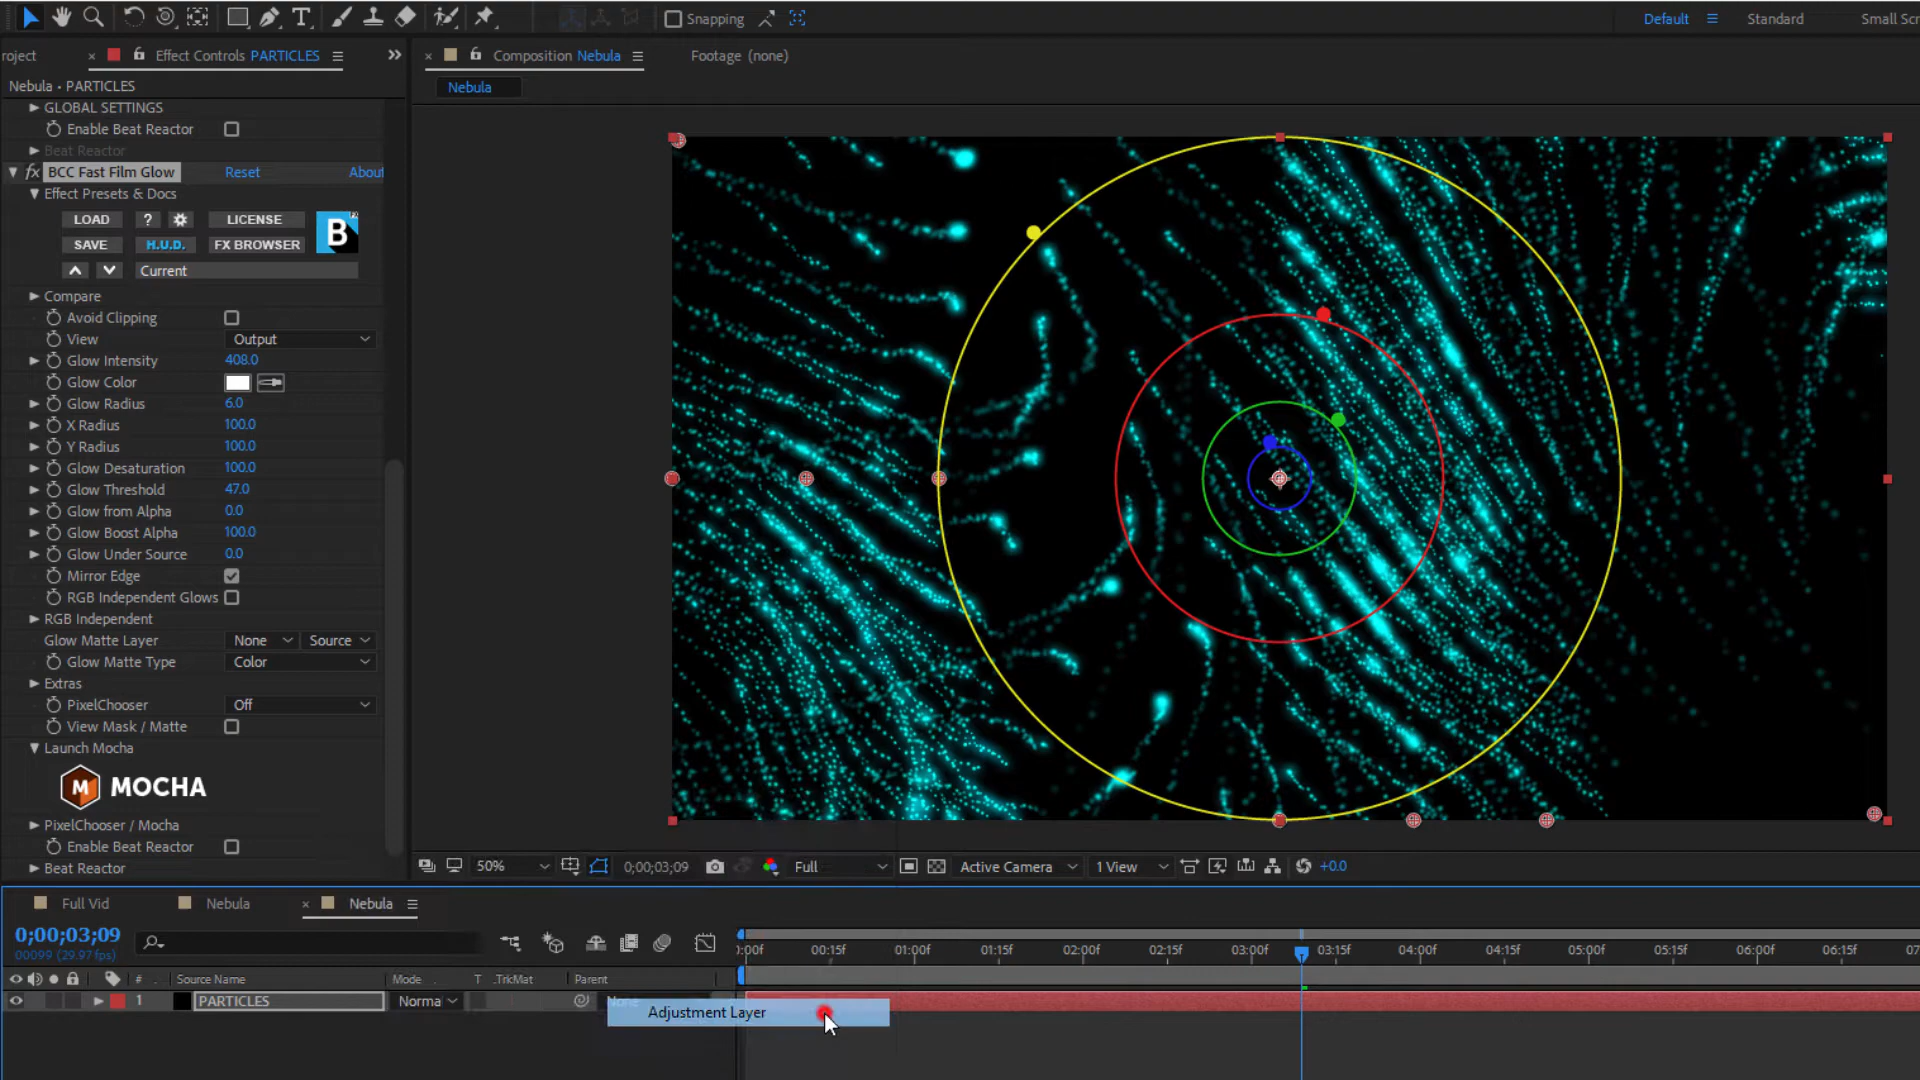 Snapping
Default
Standard
Small Scr
roject
Effect Controls PARTICLES
Composition Nebula
Footage (none)
Nebula • PARTICLES
Nebula
GLOBAL SETTINGS
Enable Beat Reactor
Beat Reactor
fx BCC Fast Film Glow Reset About
Effect Presets & Docs
LOAD ? LICENSE
SAVE H.U.D. FX BROWSER
B FX
Current
Compare
Avoid Clipping
View Output
Glow Intensity 408.0
Glow Color
Glow Radius 6.0
X Radius 100.0
Y Radius 100.0
Glow Desaturation 100.0
Glow Threshold 47.0
Glow from Alpha 0.0
Glow Boost Alpha 100.0
Glow Under Source 0.0
Mirror Edge
RGB Independent Glows
RGB Independent
Glow Matte Layer None Source
Glow Matte Type Color
Extras
PixelChooser Off
View Mask / Matte
Launch Mocha
M MOCHA
PixelChooser / Mocha
Enable Beat Reactor
Beat Reactor
50% 0;00;03;09 Full Active Camera 1 View +0.0
Full Vid Nebula Nebula
0;00;03;09
00099 (29.97fps)
):00f 00:15f 01:00f 01:15f 02:00f 02:15f 03:00f 03:15f 04:00f 04:15f 05:00f 05:15f 06:00f 06:15f 07
# Source Name Mode T .TrkMat Parent
1 PARTICLES Norma None
Adjustment Layer